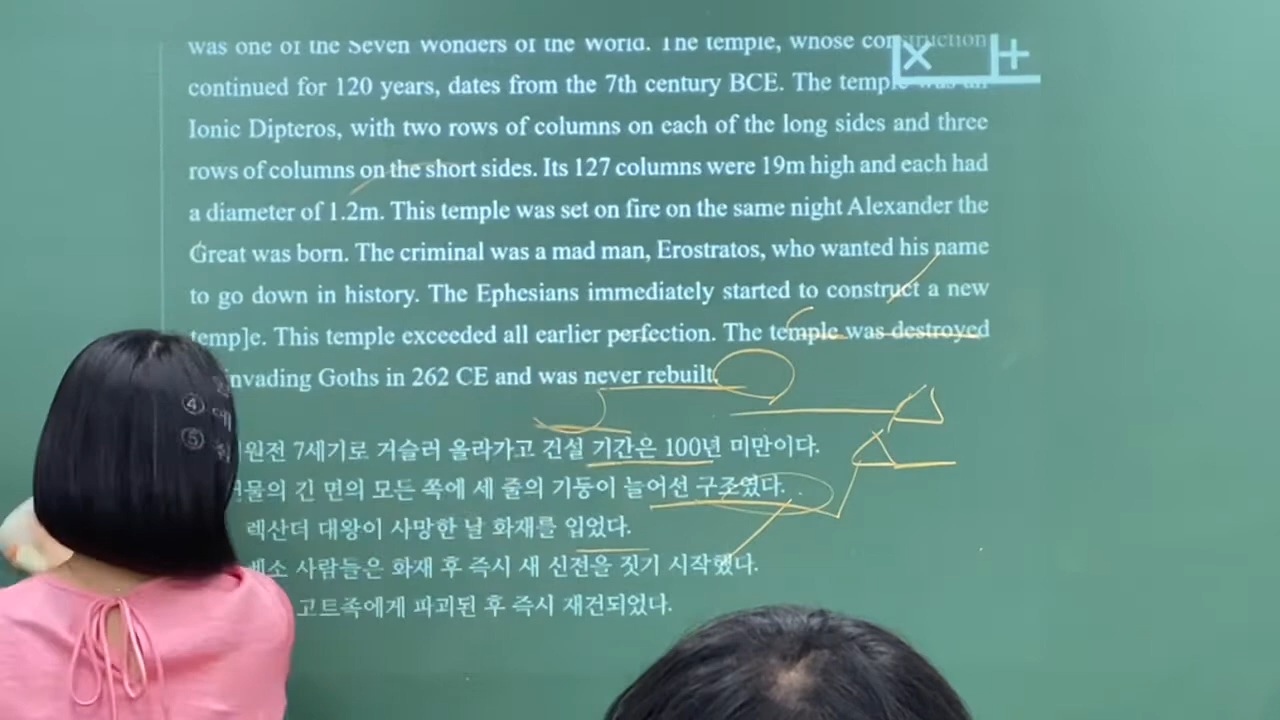 was one of the Seven Wonders of the World. The temple, whose construction
continued for 120 years, dates from the 7th century BCE. The temple was an
Ionic Dipteros, with two rows of columns on each of the long sides and three
rows of columns on the short sides. Its 127 columns were 19m high and each had
a diameter of 1.2m. This temple was set on fire on the same night Alexander the
Great was born. The criminal was a mad man, Erostratos, who wanted his name
to go down in history. The Ephesians immediately started to construct a new
temp]e. This temple exceeded all earlier perfection. The temple was destroyed
invading Goths in 262 CE and was never rebuilt.
원전 7세기로 거슬러 올라가고 건설 기간은 100년 미만이다.
물의 긴 면의 모든 쪽에 세 줄의 기둥이 늘어선 구조였다.
④ 렉산더 대왕이 사망한 날 화재를 입었다.
⑤ 소 사람들은 화재 후 즉시 새 신전을 짓기 시작했다.
고트족에게 파괴된 후 즉시 재건되었다.